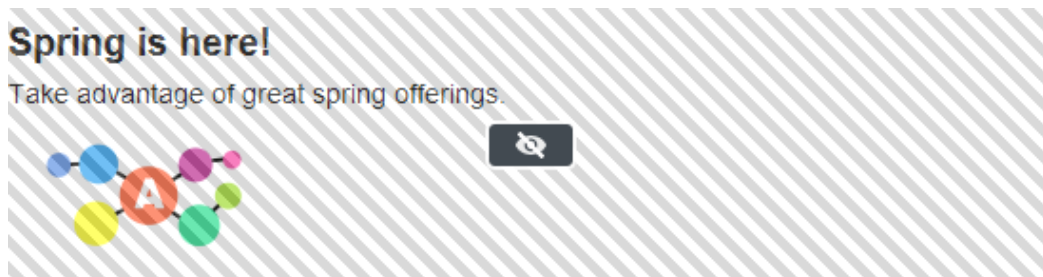 Spring is here!
Take advantage of great spring offerings.
A